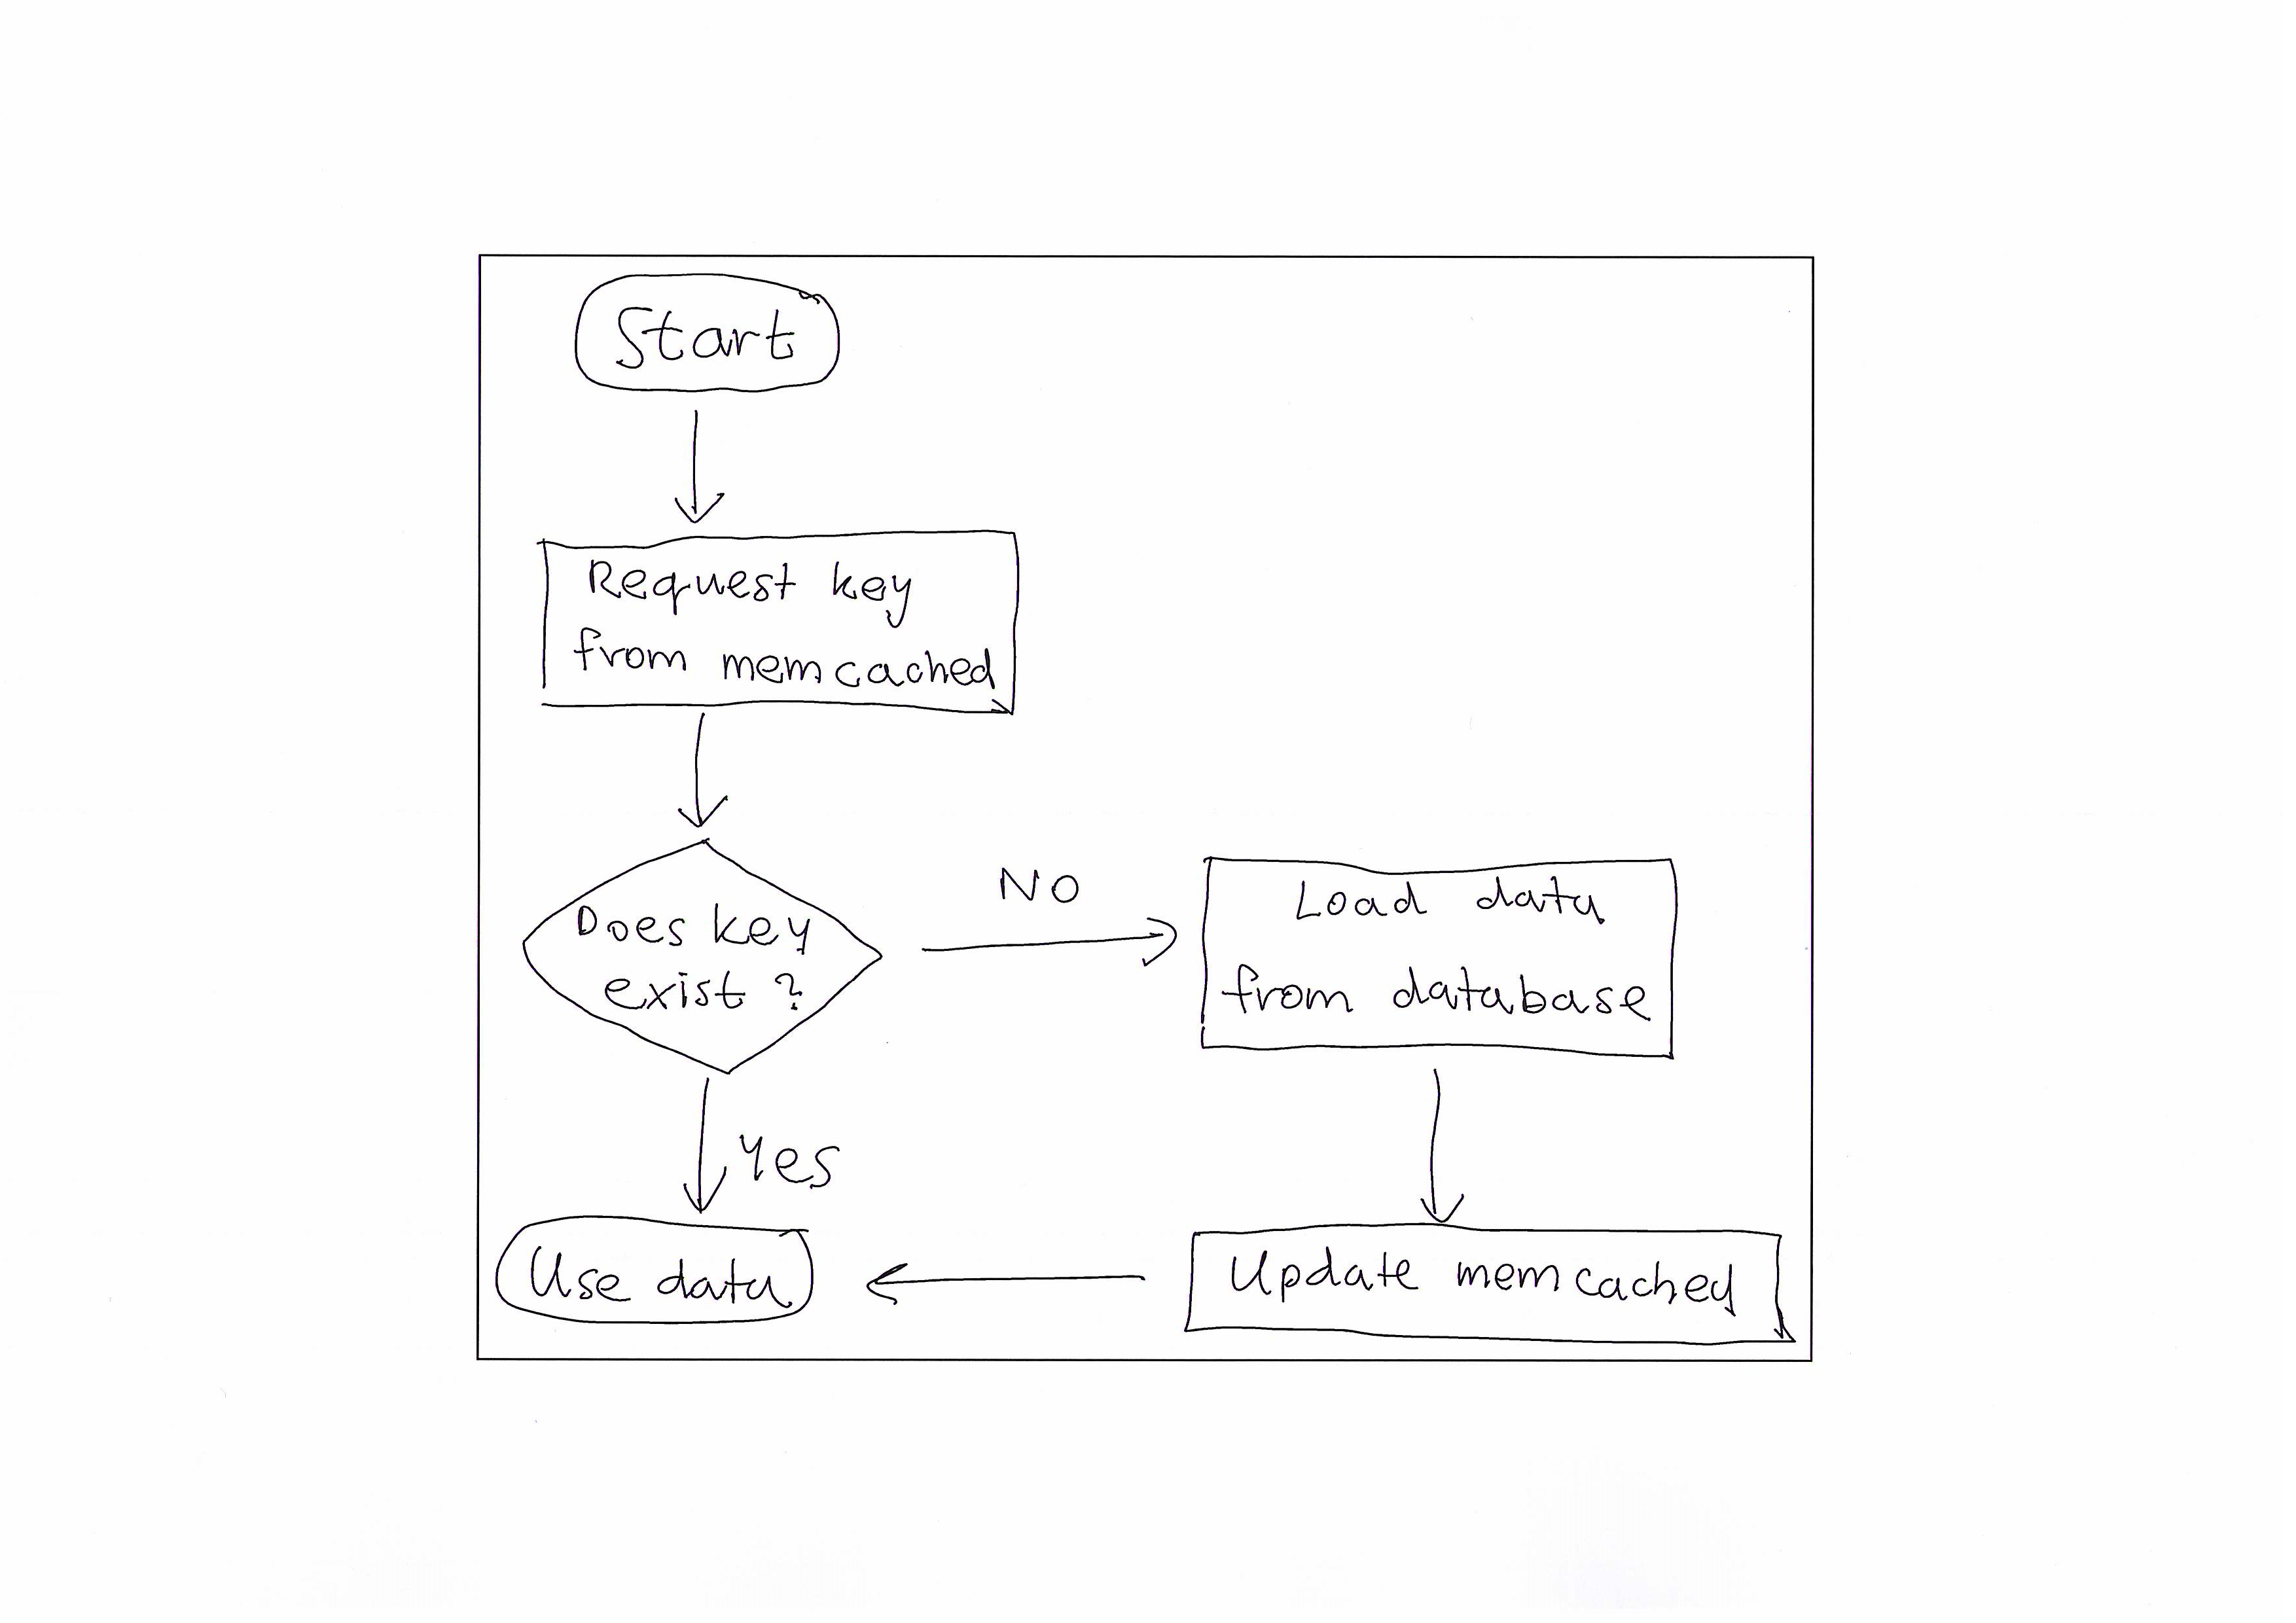 Start
Request key
from memcached
Does key
exist ?
NO
Load data
from database
Yes
Use data
Update memcached